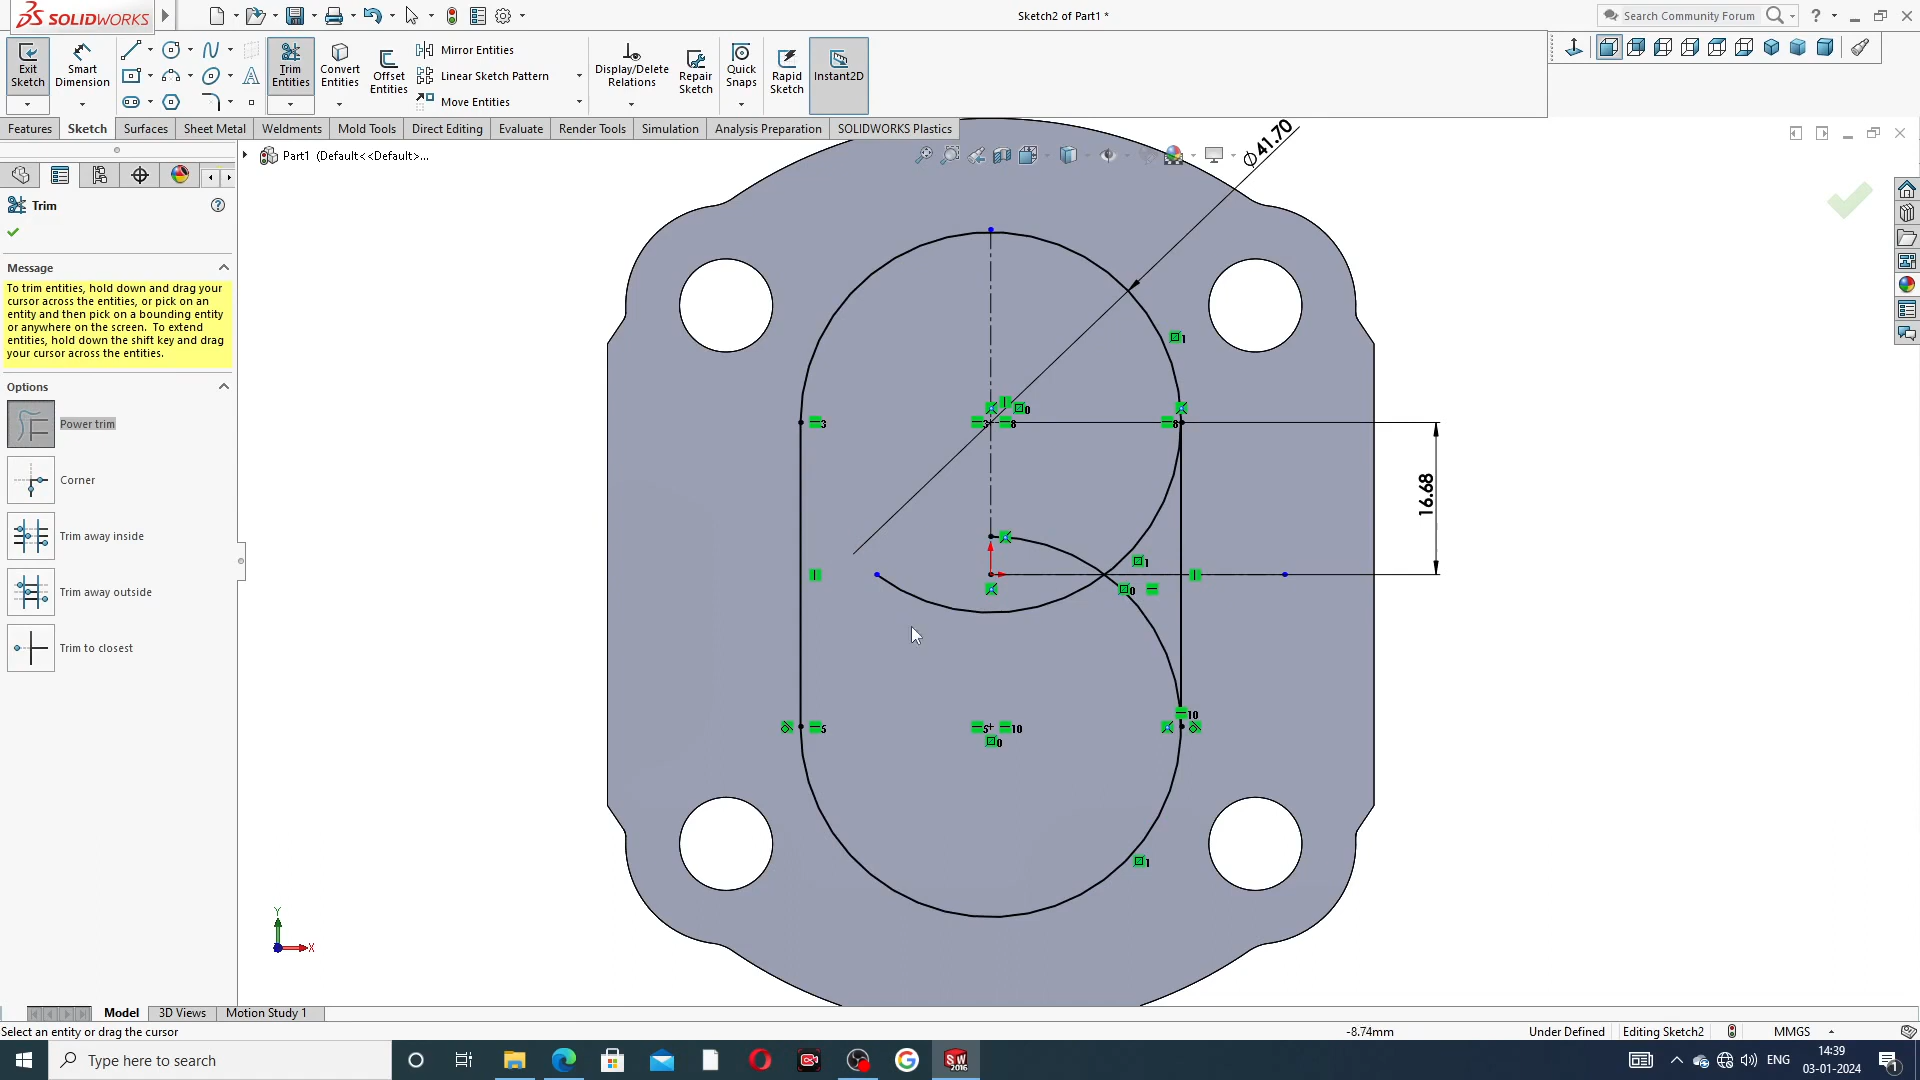 SOLIDWORKS
Sketch2 of Part1 *
Search Community Forum
Exit Sketch
Smart Dimension
Trim Entities
Convert Entities
Offset Entities
Mirror Entities
Linear Sketch Pattern
Move Entities
Display/Delete Relations
Repair Sketch
Quick Snaps
Rapid Sketch
Instant2D
Features Sketch Surfaces Sheet Metal Weldments Mold Tools Direct Editing Evaluate Render Tools Simulation Analysis Preparation SOLIDWORKS Plastics
Part1 (Default<<Default>...
Trim
Message
To trim entities, hold down and drag your
cursor across the entities, or pick on an
entity and then pick on a bounding entity
or anywhere on the screen. To extend
entities, hold down the shift key and drag
your cursor across the entities.
Options
Power trim
Corner
Trim away inside
Trim away outside
Trim to closest
Ø41.70
16.68
Y
X
Model 3D Views Motion Study 1
Select an entity or drag the cursor
-8.74mm
Under Defined
Editing Sketch2
MMGS
Type here to search
ENG
14:39
03-01-2024